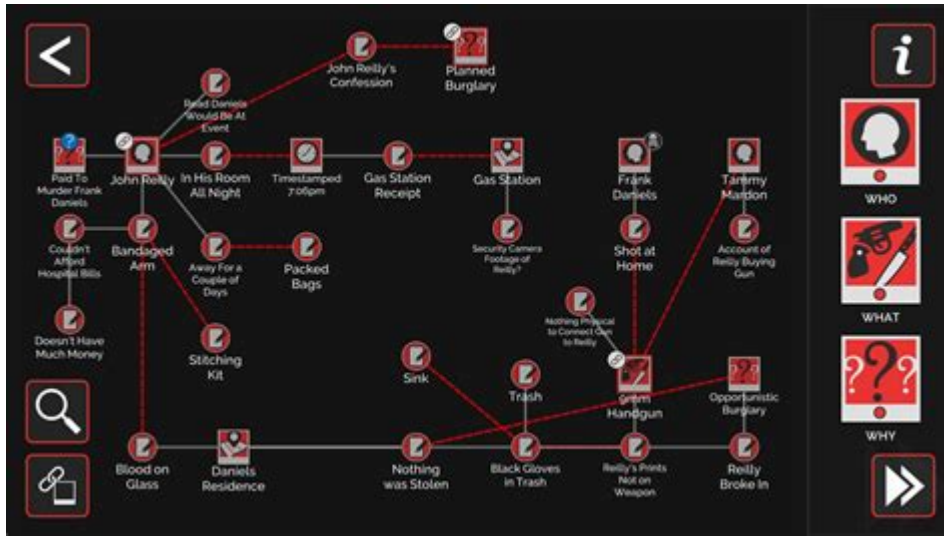 John Reilly's
Confession
Planned
Burglary
Read Daniels
Would Be At
Event
Paid To
Murder Frank
Daniels
John Reilly
In His Room
All Night
Timestamped
7:06pm
Gas Station
Receipt
Gas Station
Frank
Daniels
Tammy
Mardon
WHO
Couldn't
Afford
Hospital Bills
Bandaged
Arm
Away For a
Couple of
Days
Packed
Bags
Security Camera
Footage of
Reilly?
Shot at
Home
Account of
Reilly Buying
Gun
WHAT
Doesn't Have
Much Money
Stitching
Kit
Nothing Physical
to Connect Gun
to Reilly
Sink
Trash
9mm
Handgun
Opportunistic
Burglary
WHY
Blood on
Glass
Daniels
Residence
Nothing
was Stolen
Black Gloves
in Trash
Reilly's Prints
Not on
Weapon
Reilly
Broke In